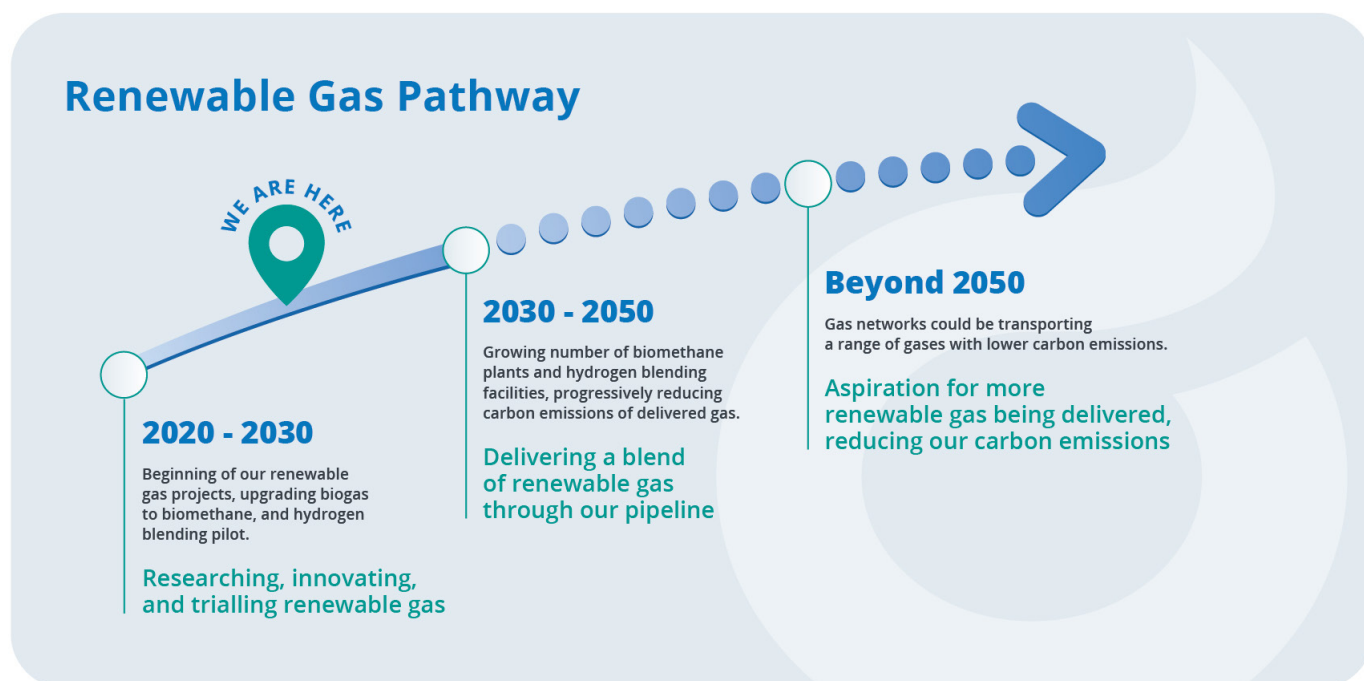 Renewable Gas Pathway
WE ARE HERE
2020 - 2030
Beginning of our renewable
gas projects, upgrading biogas
to biomethane, and hydrogen
blending pilot.
Researching, innovating,
and trialling renewable gas
2030 - 2050
Growing number of biomethane
plants and hydrogen blending
facilities, progressively reducing
carbon emissions of delivered gas.
Delivering a blend
of renewable gas
through our pipeline
Beyond 2050
Gas networks could be transporting
a range of gases with lower carbon emissions.
Aspiration for more
renewable gas being delivered,
reducing our carbon emissions